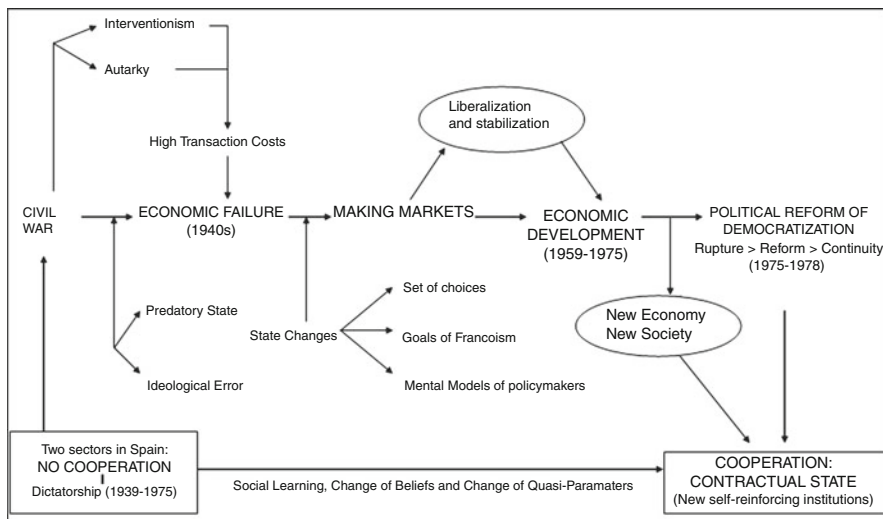 Interventionism
Autarky
High Transaction Costs
Liberalization
and stabilization
CIVIL
WAR
ECONOMIC FAILURE
(1940s)
MAKING MARKETS
ECONOMIC
DEVELOPMENT
(1959-1975)
POLITICAL REFORM OF
DEMOCRATIZATION
Rupture > Reform > Continuity
(1975-1978)
Predatory State
Ideological Error
State Changes
Set of choices
Goals of Francoism
Mental Models of policymakers
New Economy
New Society
Two sectors in Spain:
NO COOPERATION
Dictatorship (1939-1975)
Social Learning, Change of Beliefs and Change of Quasi-Paramaters
COOPERATION:
CONTRACTUAL STATE
(New self-reinforcing institutions)